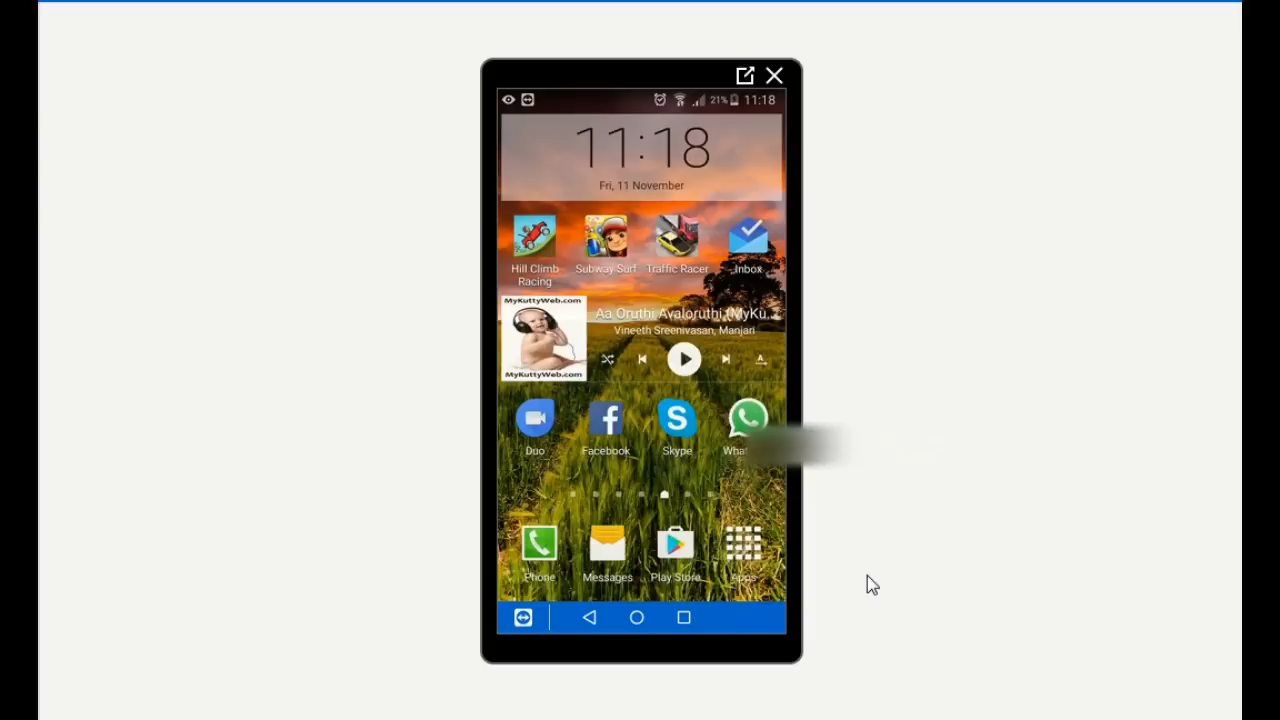 21% 11:18
11:18
Fri, 11 November
Hill Climb Racing
Subway Surf
Traffic Racer
Inbox
MyKuttyWeb.com
MyKuttyWeb.com
Aa Oruthi Avaloruthi (MyKu...
Vineeth Sreenivasan, Manjari
A
Duo
Facebook
Skype
What
Phone
Messages
Play Store
Apps